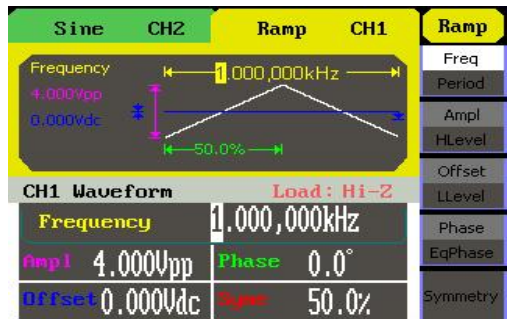 Sine CH2 Ramp CH1 Ramp
Frequency 1.000,000kHz
4.000Vpp
0.000Vdc
50.0%
Freq
Period
Ampl
HLevel
Offset
LLevel
Phase
EqPhase
Symmetry
CH1 Waveform Load: Hi-Z
Frequency 1.000,000kHz
Ampl 4.000Vpp Phase 0.0°
Offset 0.000Vdc Symm 50.0%